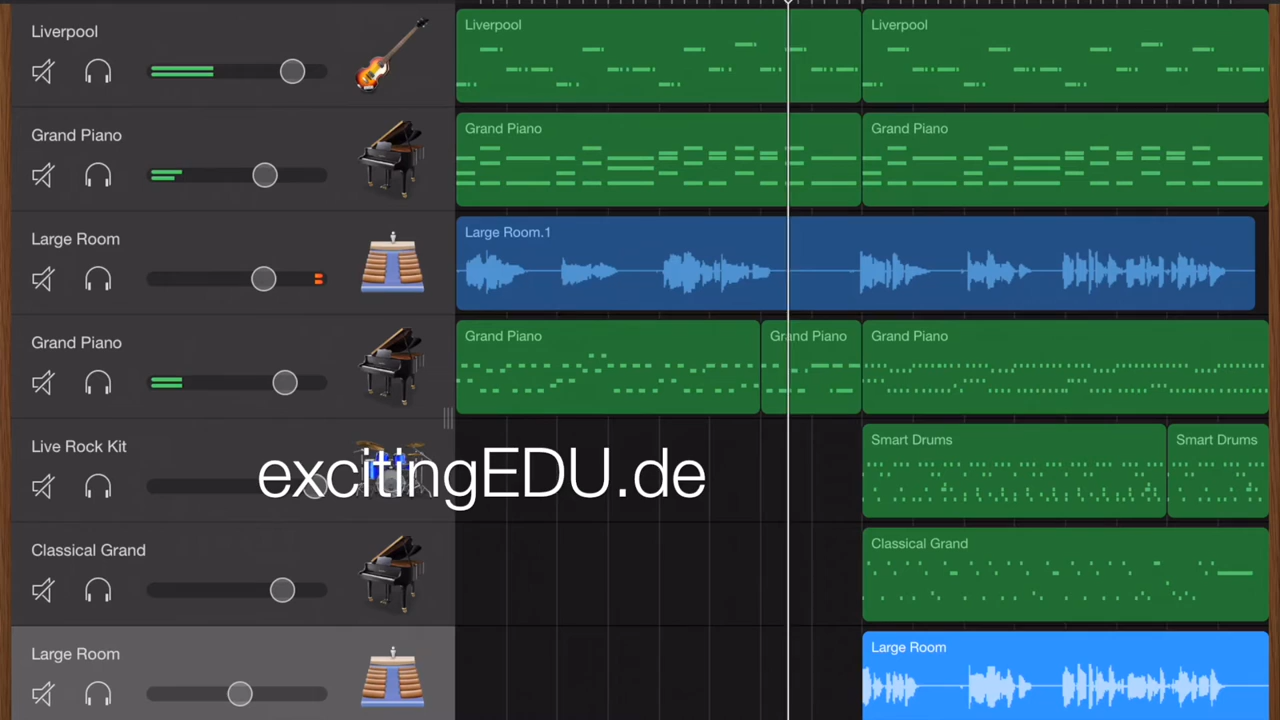 Liverpool
Liverpool
Liverpool
Grand Piano
Grand Piano
Grand Piano
Large Room
Large Room.1
Grand Piano
Grand Piano
Grand Piano
Grand Piano
Live Rock Kit
Smart Drums
Smart Drums
excitingEDU.de
Classical Grand
Classical Grand
Large Room
Large Room